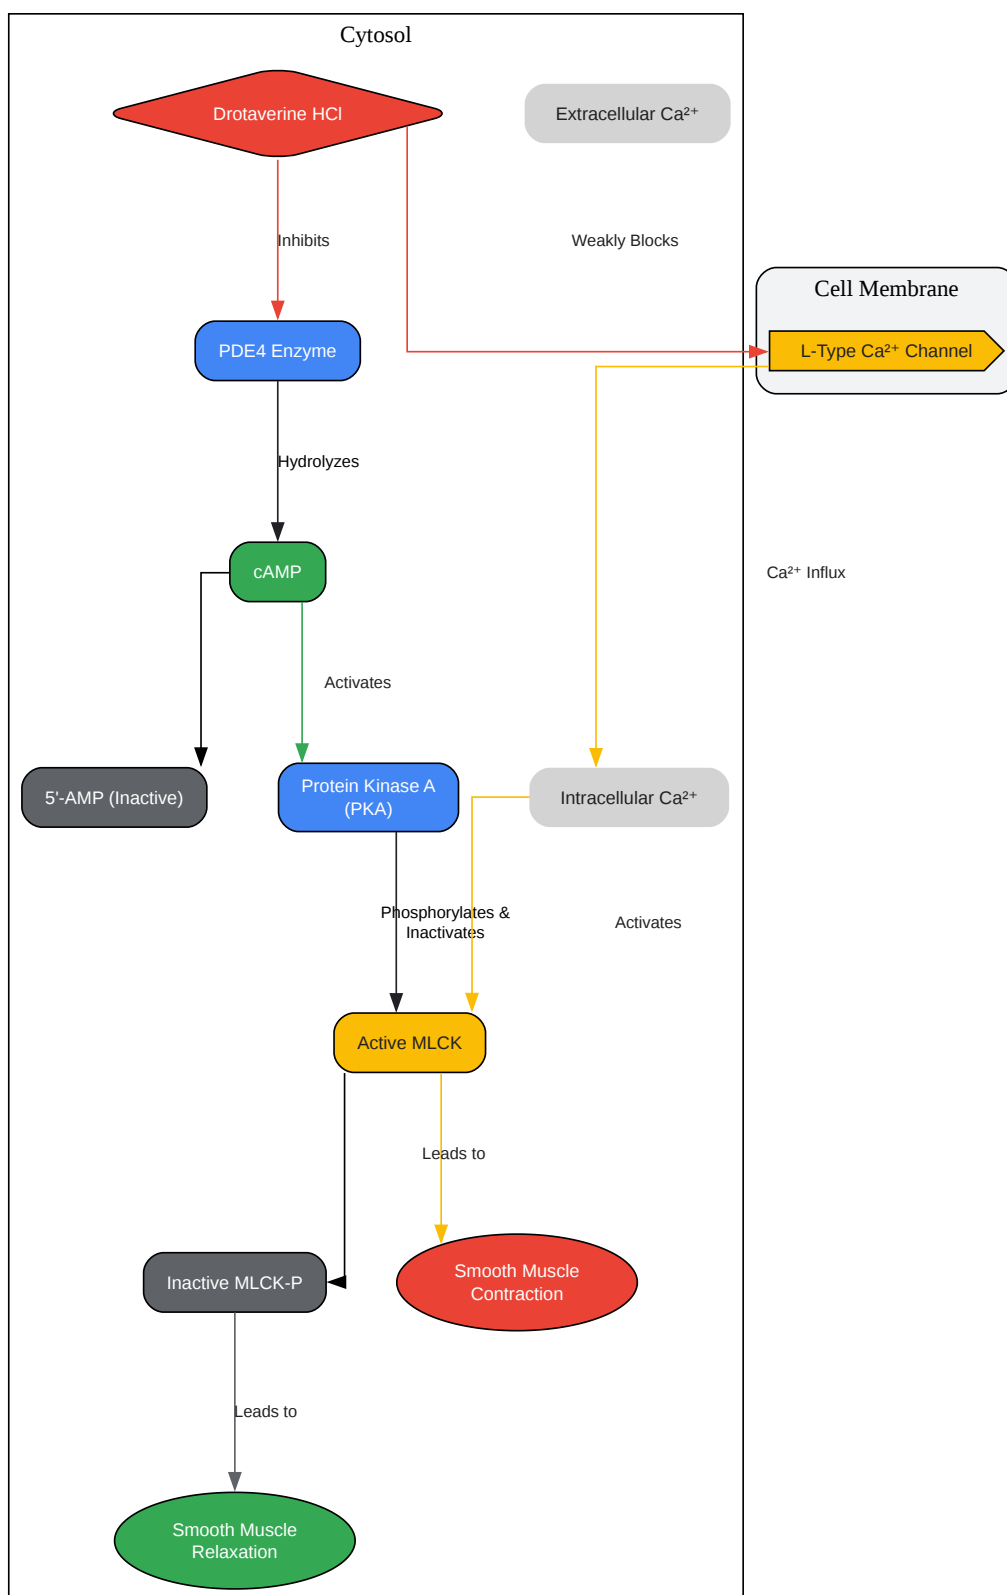 Cytosol
Drotaverine HCl
Extracellular Ca²⁺
Inhibits
Weakly Blocks
Cell Membrane
PDE4 Enzyme
L-Type Ca²⁺ Channel
Hydrolyzes
cAMP
Ca²⁺ Influx
Activates
5'-AMP (Inactive)
Protein Kinase A
(PKA)
Intracellular Ca²⁺
Phosphorylates &
Inactivates
Activates
Active MLCK
Leads to
Inactive MLCK-P
Smooth Muscle
Contraction
Leads to
Smooth Muscle
Relaxation